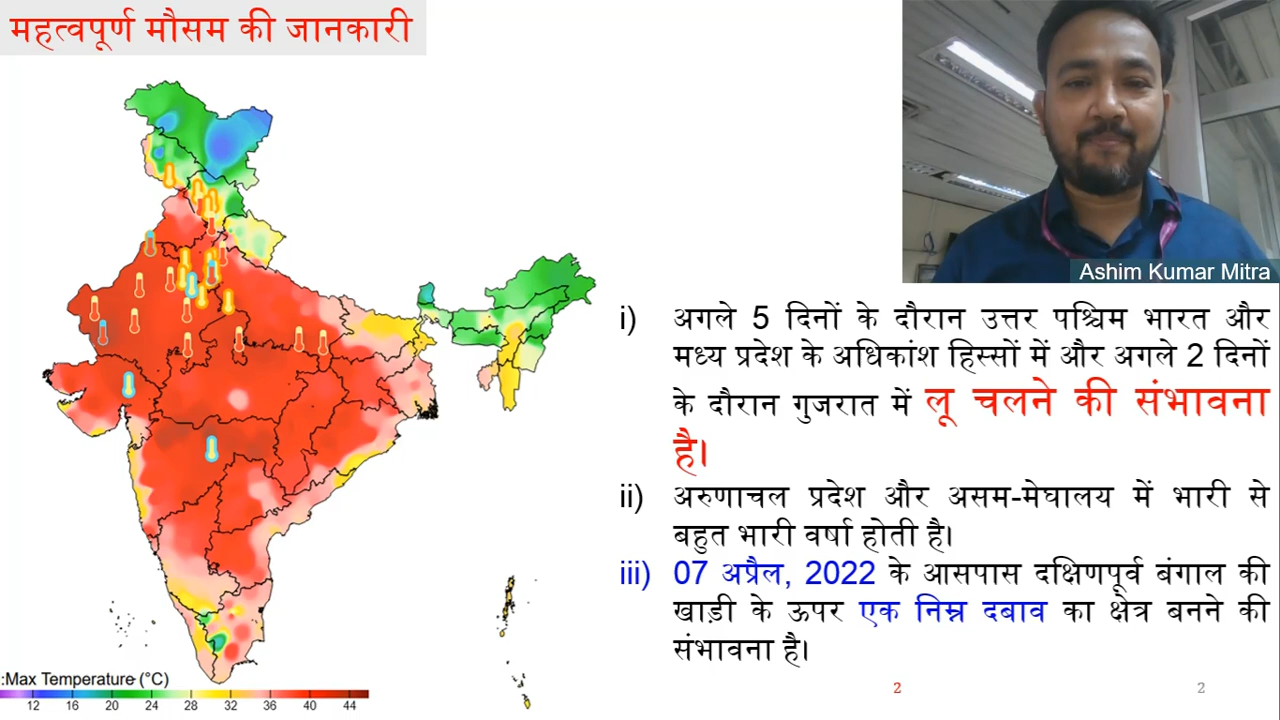 महत्वपूर्ण मौसम की जानकारी
Ashim Kumar Mitra
i) अगले 5 दिनों के दौरान उत्तर पश्चिम भारत और
मध्य प्रदेश के अधिकांश हिस्सों में और अगले 2 दिनों
के दौरान गुजरात में लू चलने की संभावना
है।
ii) अरुणाचल प्रदेश और असम-मेघालय में भारी से
बहुत भारी वर्षा होती है।
iii) 07 अप्रैल, 2022 के आसपास दक्षिणपूर्व बंगाल की
खाड़ी के ऊपर एक निम्न दबाव का क्षेत्र बनने की
संभावना है।
:Max Temperature (°C)
12 16 20 24 28 32 36 40 44
2
2